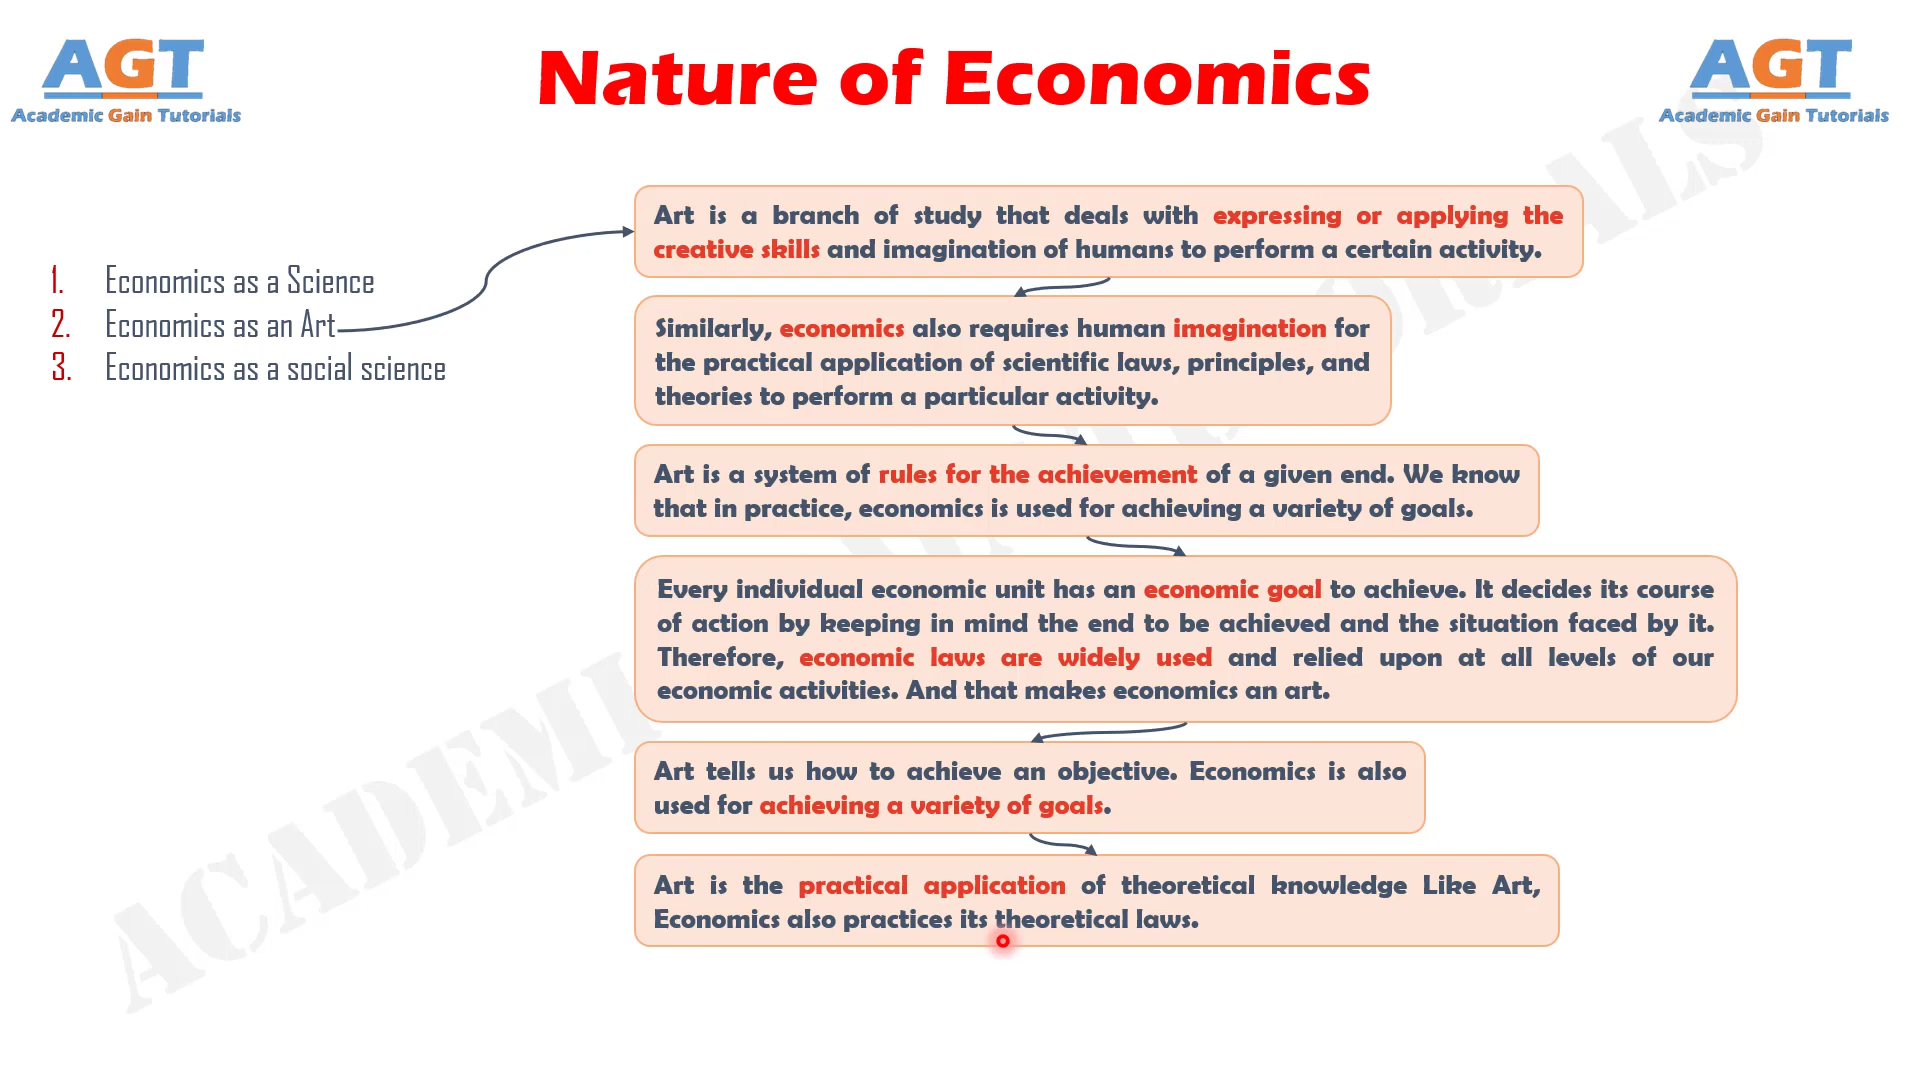 AGT
Academic Gain Tutorials
Nature of Economics
AGT
Academic Gain Tutorials
1. Economics as a Science
2. Economics as an Art
3. Economics as a social science
Art is a branch of study that deals with expressing or applying the
creative skills and imagination of humans to perform a certain activity.
Similarly, economics also requires human imagination for
the practical application of scientific laws, principles, and
theories to perform a particular activity.
Art is a system of rules for the achievement of a given end. We know
that in practice, economics is used for achieving a variety of goals.
Every individual economic unit has an economic goal to achieve. It decides its course
of action by keeping in mind the end to be achieved and the situation faced by it.
Therefore, economic laws are widely used and relied upon at all levels of our
economic activities. And that makes economics an art.
Art tells us how to achieve an objective. Economics is also
used for achieving a variety of goals.
Art is the practical application of theoretical knowledge Like Art,
Economics also practices its theoretical laws.